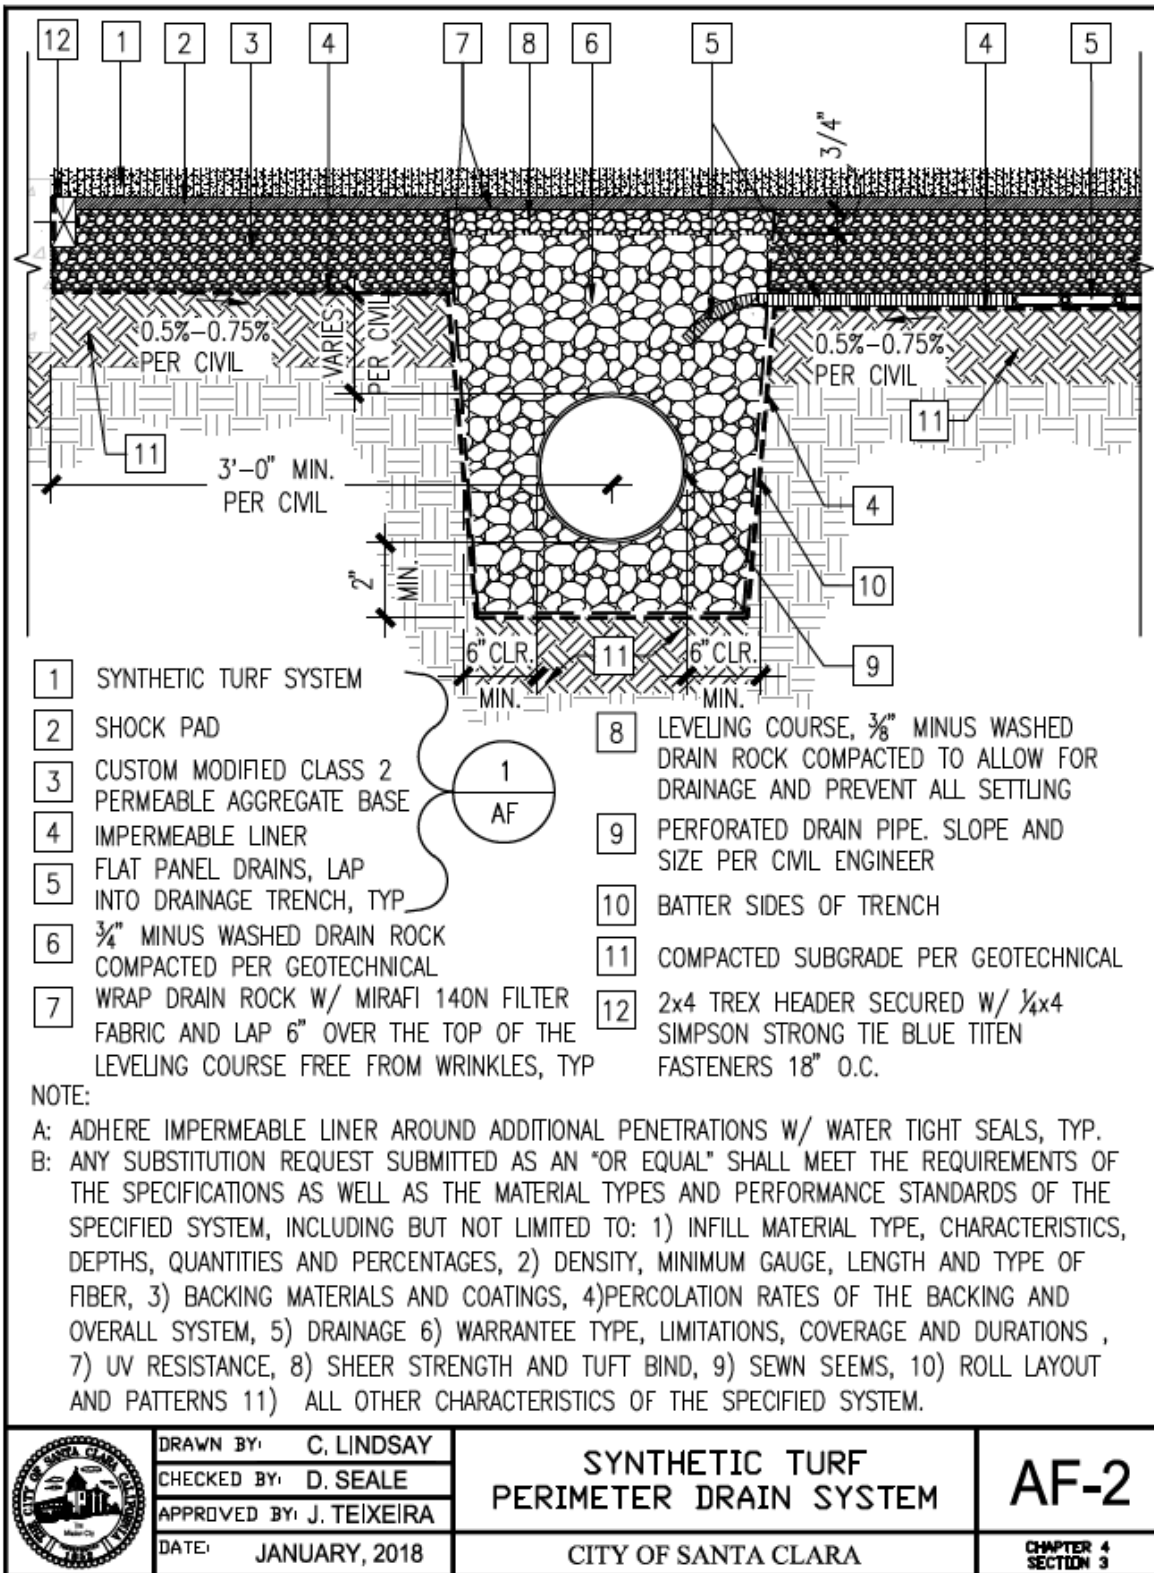 12 1 2 3 4 7 8 6 5 4 5
3/4"
0.5%-0.75%
PER CIVIL
VARIES
PER CIVIL
0.5%-0.75%
PER CIVIL
11
11
3'-0" MIN.
PER CIVIL
4
2"
MIN.
10
6" CLR.
MIN.
11
6" CLR.
MIN.
9
1 SYNTHETIC TURF SYSTEM
2 SHOCK PAD
3 CUSTOM MODIFIED CLASS 2
PERMEABLE AGGREGATE BASE
4 IMPERMEABLE LINER
5 FLAT PANEL DRAINS, LAP
INTO DRAINAGE TRENCH, TYP
1
AF
6 3/4" MINUS WASHED DRAIN ROCK
COMPACTED PER GEOTECHNICAL
7 WRAP DRAIN ROCK W/ MIRAFI 140N FILTER
FABRIC AND LAP 6" OVER THE TOP OF THE
LEVELING COURSE FREE FROM WRINKLES, TYP
8 LEVELING COURSE, 3/8" MINUS WASHED
DRAIN ROCK COMPACTED TO ALLOW FOR
DRAINAGE AND PREVENT ALL SETTLING
9 PERFORATED DRAIN PIPE. SLOPE AND
SIZE PER CIVIL ENGINEER
10 BATTER SIDES OF TRENCH
11 COMPACTED SUBGRADE PER GEOTECHNICAL
12 2x4 TREX HEADER SECURED W/ 1/4x4
SIMPSON STRONG TIE BLUE TITEN
FASTENERS 18" O.C.
NOTE:
A: ADHERE IMPERMEABLE LINER AROUND ADDITIONAL PENETRATIONS W/ WATER TIGHT SEALS, TYP.
B: ANY SUBSTITUTION REQUEST SUBMITTED AS AN "OR EQUAL" SHALL MEET THE REQUIREMENTS OF
THE SPECIFICATIONS AS WELL AS THE MATERIAL TYPES AND PERFORMANCE STANDARDS OF THE
SPECIFIED SYSTEM, INCLUDING BUT NOT LIMITED TO: 1) INFILL MATERIAL TYPE, CHARACTERISTICS,
DEPTHS, QUANTITIES AND PERCENTAGES, 2) DENSITY, MINIMUM GAUGE, LENGTH AND TYPE OF
FIBER, 3) BACKING MATERIALS AND COATINGS, 4)PERCOLATION RATES OF THE BACKING AND
OVERALL SYSTEM, 5) DRAINAGE 6) WARRANTEE TYPE, LIMITATIONS, COVERAGE AND DURATIONS ,
7) UV RESISTANCE, 8) SHEER STRENGTH AND TUFT BIND, 9) SEWN SEEMS, 10) ROLL LAYOUT
AND PATTERNS 11) ALL OTHER CHARACTERISTICS OF THE SPECIFIED SYSTEM.
THE CITY OF SANTA CLARA CALIFORNIA
The
Mission City
1852
DRAWN BY: C. LINDSAY
CHECKED BY: D. SEALE
APPROVED BY: J. TEIXEIRA
DATE: JANUARY, 2018
SYNTHETIC TURF
PERIMETER DRAIN SYSTEM
CITY OF SANTA CLARA
AF-2
CHAPTER 4
SECTION 3